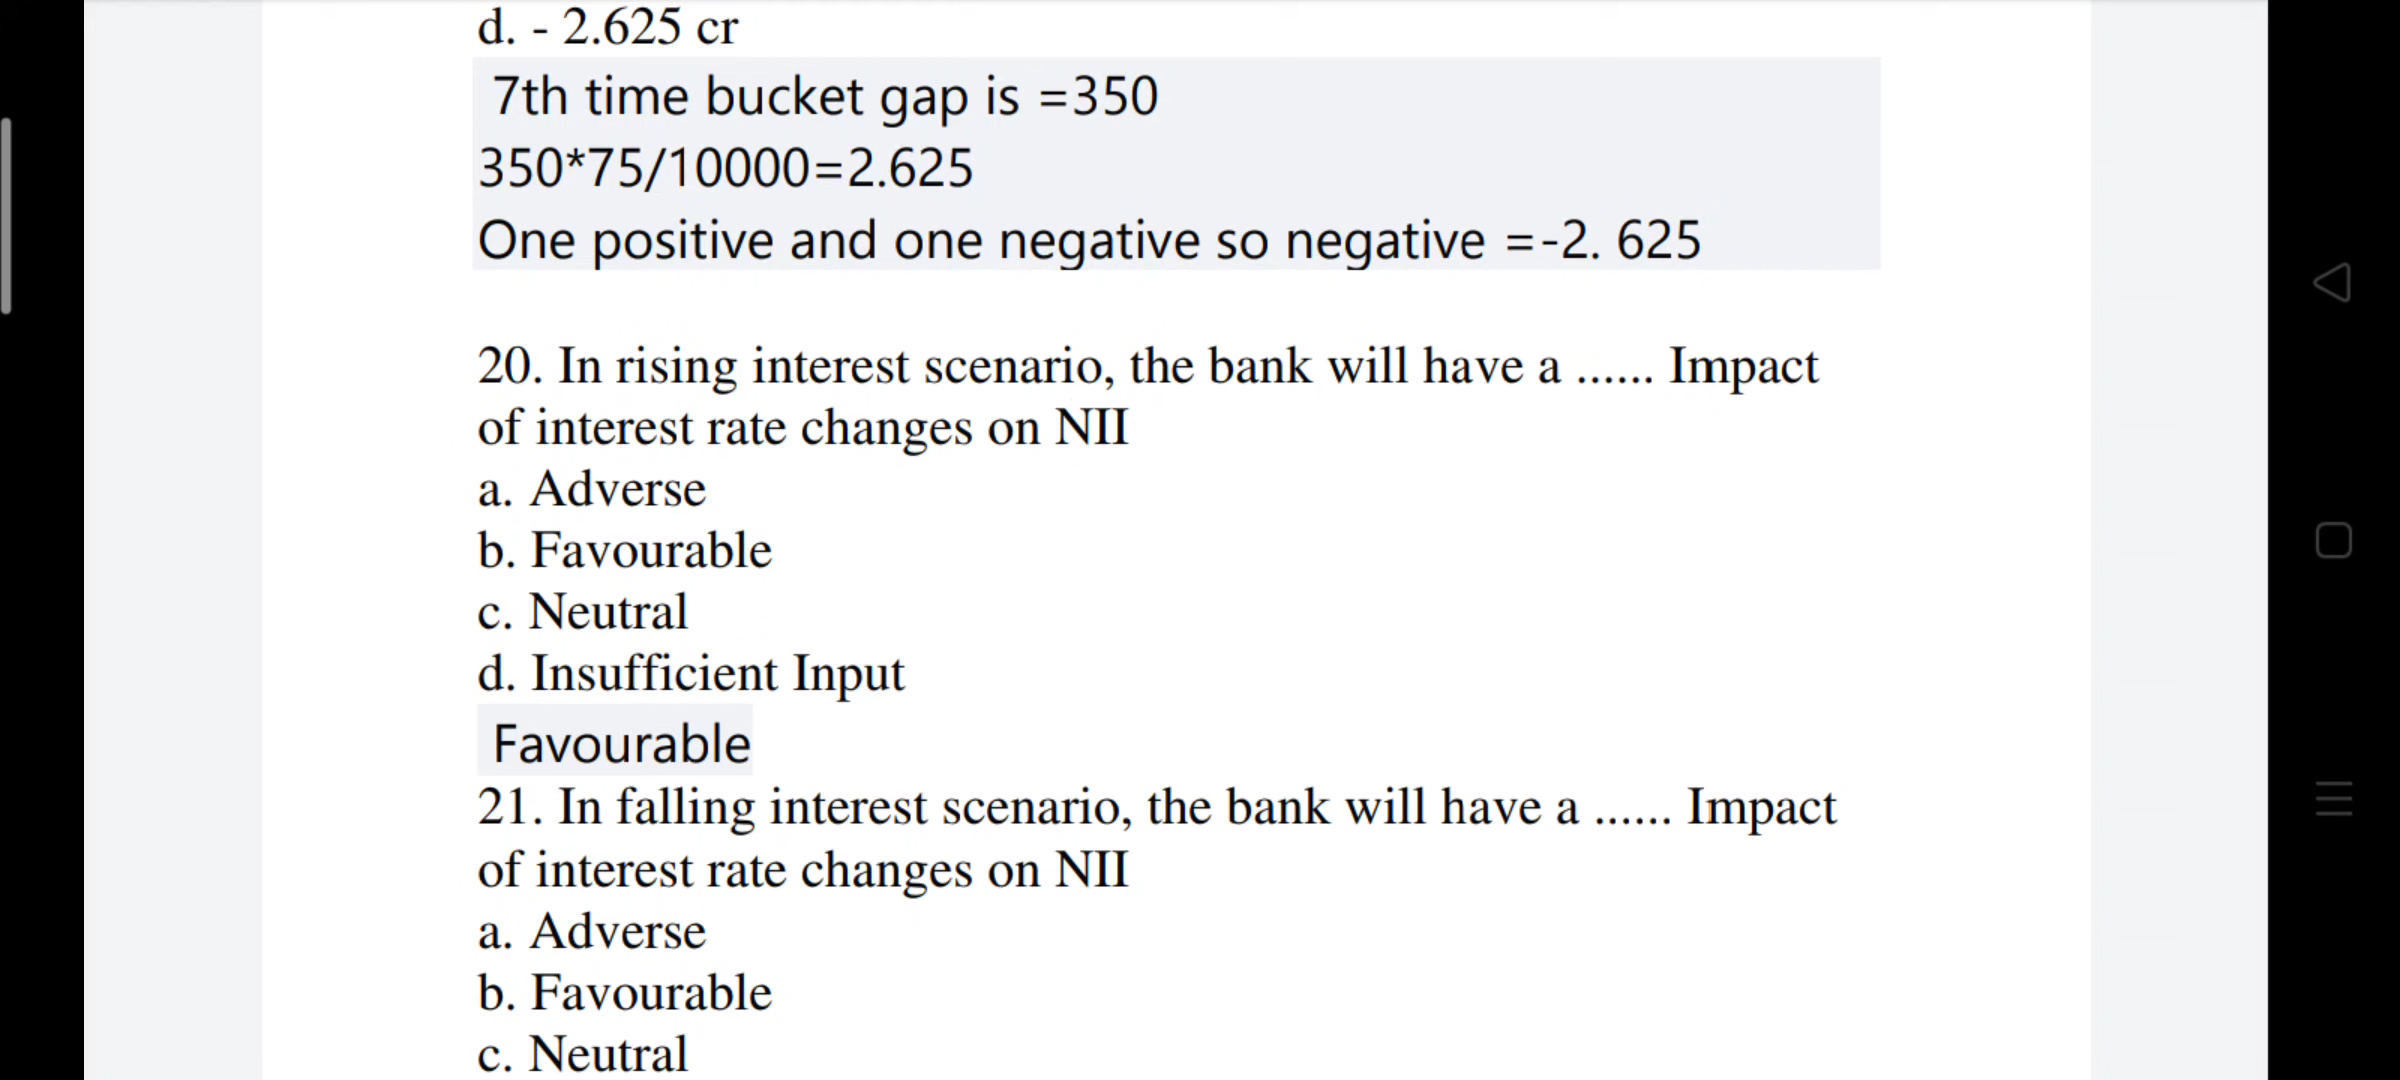 d. - 2.625 cr
7th time bucket gap is =350
350*75/10000=2.625
One positive and one negative so negative =-2. 625
20. In rising interest scenario, the bank will have a ...... Impact
of interest rate changes on NII
a. Adverse
b. Favourable
c. Neutral
d. Insufficient Input
Favourable
21. In falling interest scenario, the bank will have a ...... Impact
of interest rate changes on NII
a. Adverse
b. Favourable
c. Neutral